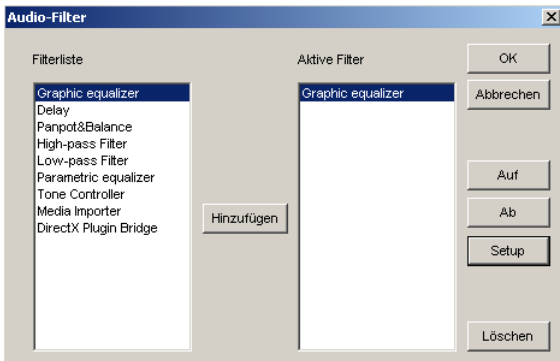 Audio-Filter
Filterliste
Graphic equalizer
Delay
Panpot&Balance
High-pass Filter
Low-pass Filter
Parametric equalizer
Tone Controller
Media Importer
DirectX Plugin Bridge
Hinzufügen
Aktive Filter
Graphic equalizer
OK
Abbrechen
Auf
Ab
Setup
Löschen